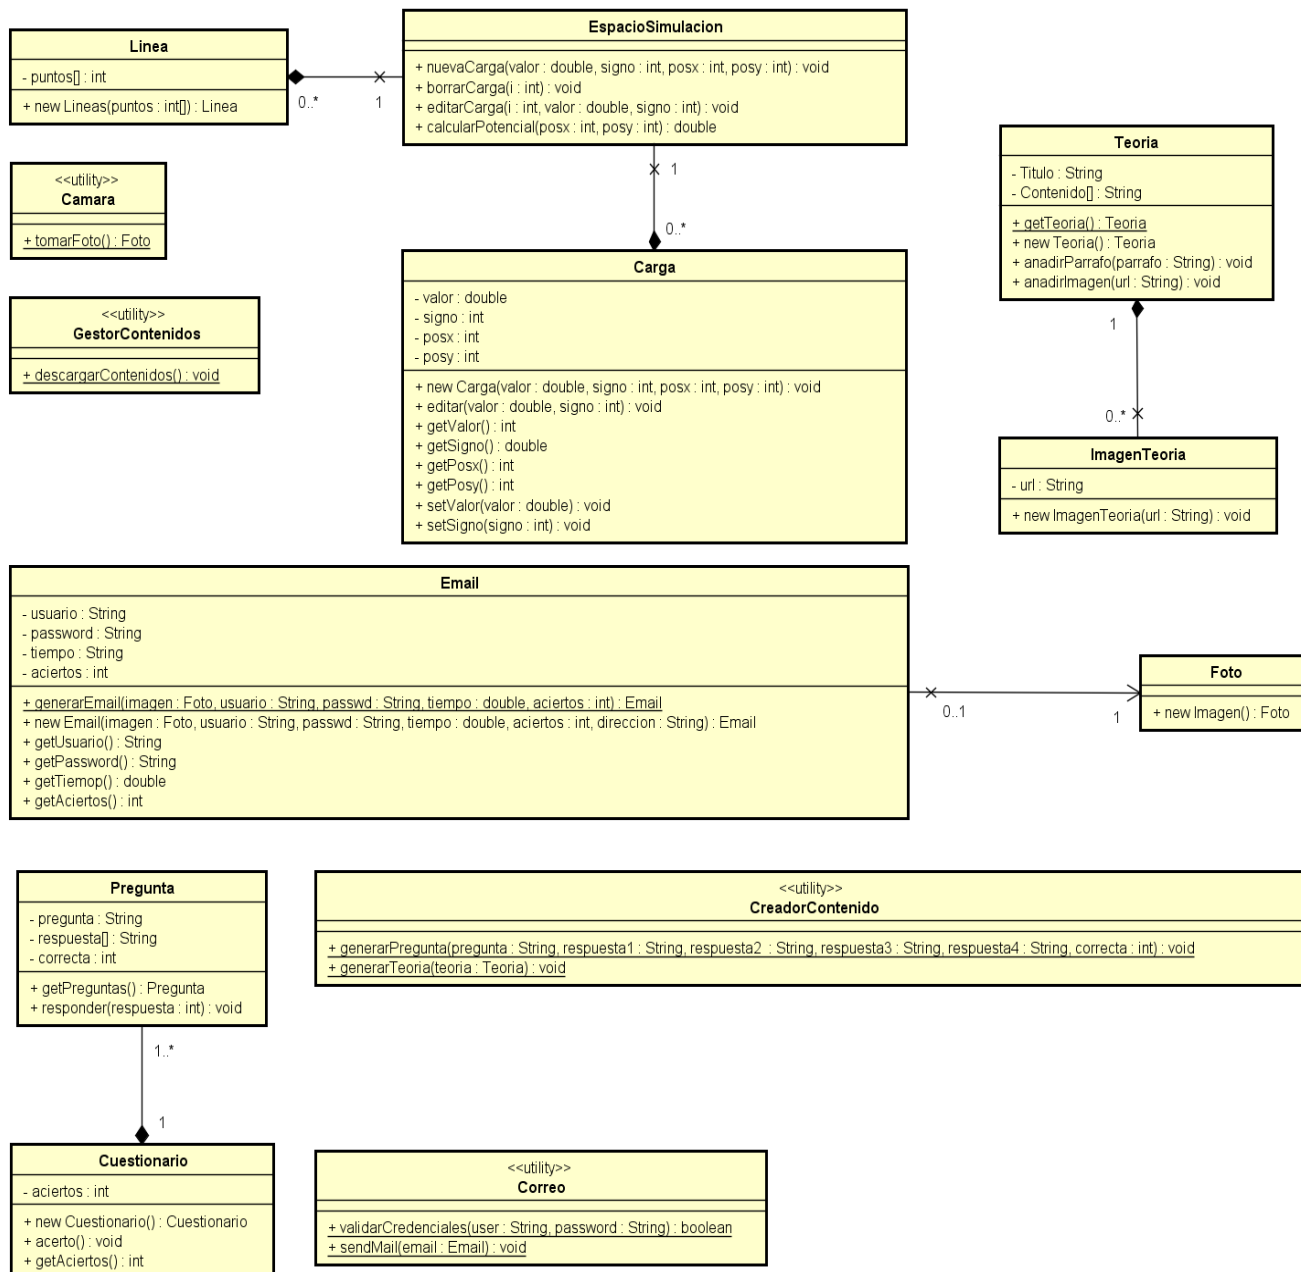 Linea
- puntos[] : int
+ new Lineas(puntos : int[]) : Linea
0..*
1
EspacioSimulacion
+ nuevaCarga(valor : double, signo : int, posx : int, posy : int) : void
+ borrarCarga(i : int) : void
+ editarCarga(i : int, valor : double, signo : int) : void
+ calcularPotencial(posx : int, posy : int) : double
1
0..*
<<utility>>
Camara
+ tomarFoto() : Foto
<<utility>>
GestorContenidos
+ descargarContenidos() : void
Carga
- valor : double
- signo : int
- posx : int
- posy : int
+ new Carga(valor : double, signo : int, posx : int, posy : int) : void
+ editar(valor : double, signo : int) : void
+ getValor() : int
+ getSigno() : double
+ getPosx() : int
+ getPosy() : int
+ setValor(valor : double) : void
+ setSigno(signo : int) : void
Teoria
- Titulo : String
- Contenido[] : String
+ getTeoria() : Teoria
+ new Teoria() : Teoria
+ anadirParrafo(parrafo : String) : void
+ anadirImagen(url : String) : void
1
0..*
ImagenTeoria
- url : String
+ new ImagenTeoria(url : String) : void
Email
- usuario : String
- password : String
- tiempo : String
- aciertos : int
+ generarEmail(imagen : Foto, usuario : String, passwd : String, tiempo : double, aciertos : int) : Email
+ new Email(imagen : Foto, usuario : String, passwd : String, tiempo : double, aciertos : int, direccion : String) : Email
+ getUsuario() : String
+ getPassword() : String
+ getTiemop() : double
+ getAciertos() : int
0..1
1
Foto
+ new Imagen() : Foto
Pregunta
- pregunta : String
- respuesta[] : String
- correcta : int
+ getPreguntas() : Pregunta
+ responder(respuesta : int) : void
1..*
1
<<utility>>
CreadorContenido
+ generarPregunta(pregunta : String, respuesta1 : String, respuesta2 : String, respuesta3 : String, respuesta4 : String, correcta : int) : void
+ generarTeoria(teoria : Teoria) : void
Cuestionario
- aciertos : int
+ new Cuestionario() : Cuestionario
+ acerto() : void
+ getAciertos() : int
<<utility>>
Correo
+ validarCredenciales(user : String, password : String) : boolean
+ sendMail(email : Email) : void